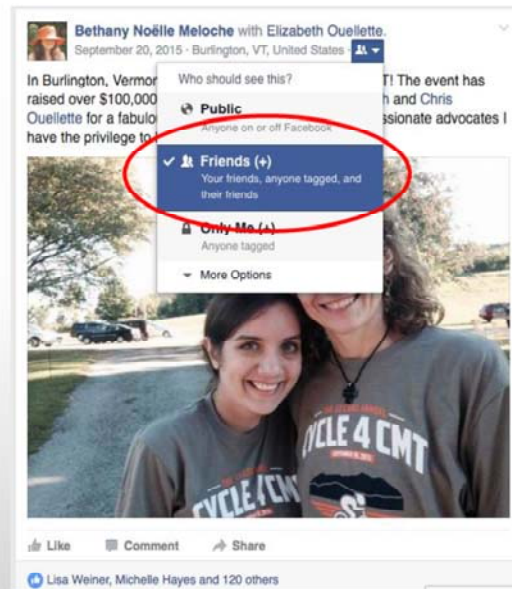 Bethany Noëlle Meloche with Elizabeth Ouellette.
September 20, 2015 · Burlington, VT, United States ·
Who should see this?
In Burlington, Vermon
T! The event has
raised over $100,000
Public
h and Chris
Anyone on or off Facebook
Ouellette for a fabulo
ssionate advocates I
have the privilege to
Friends (+)
Your friends, anyone tagged, and
their friends
Only Me (+)
Anyone tagged
More Options
CYCLE 4 CMT
YCLE 4 CMT
Like Comment Share
Lisa Weiner, Michelle Hayes and 120 others